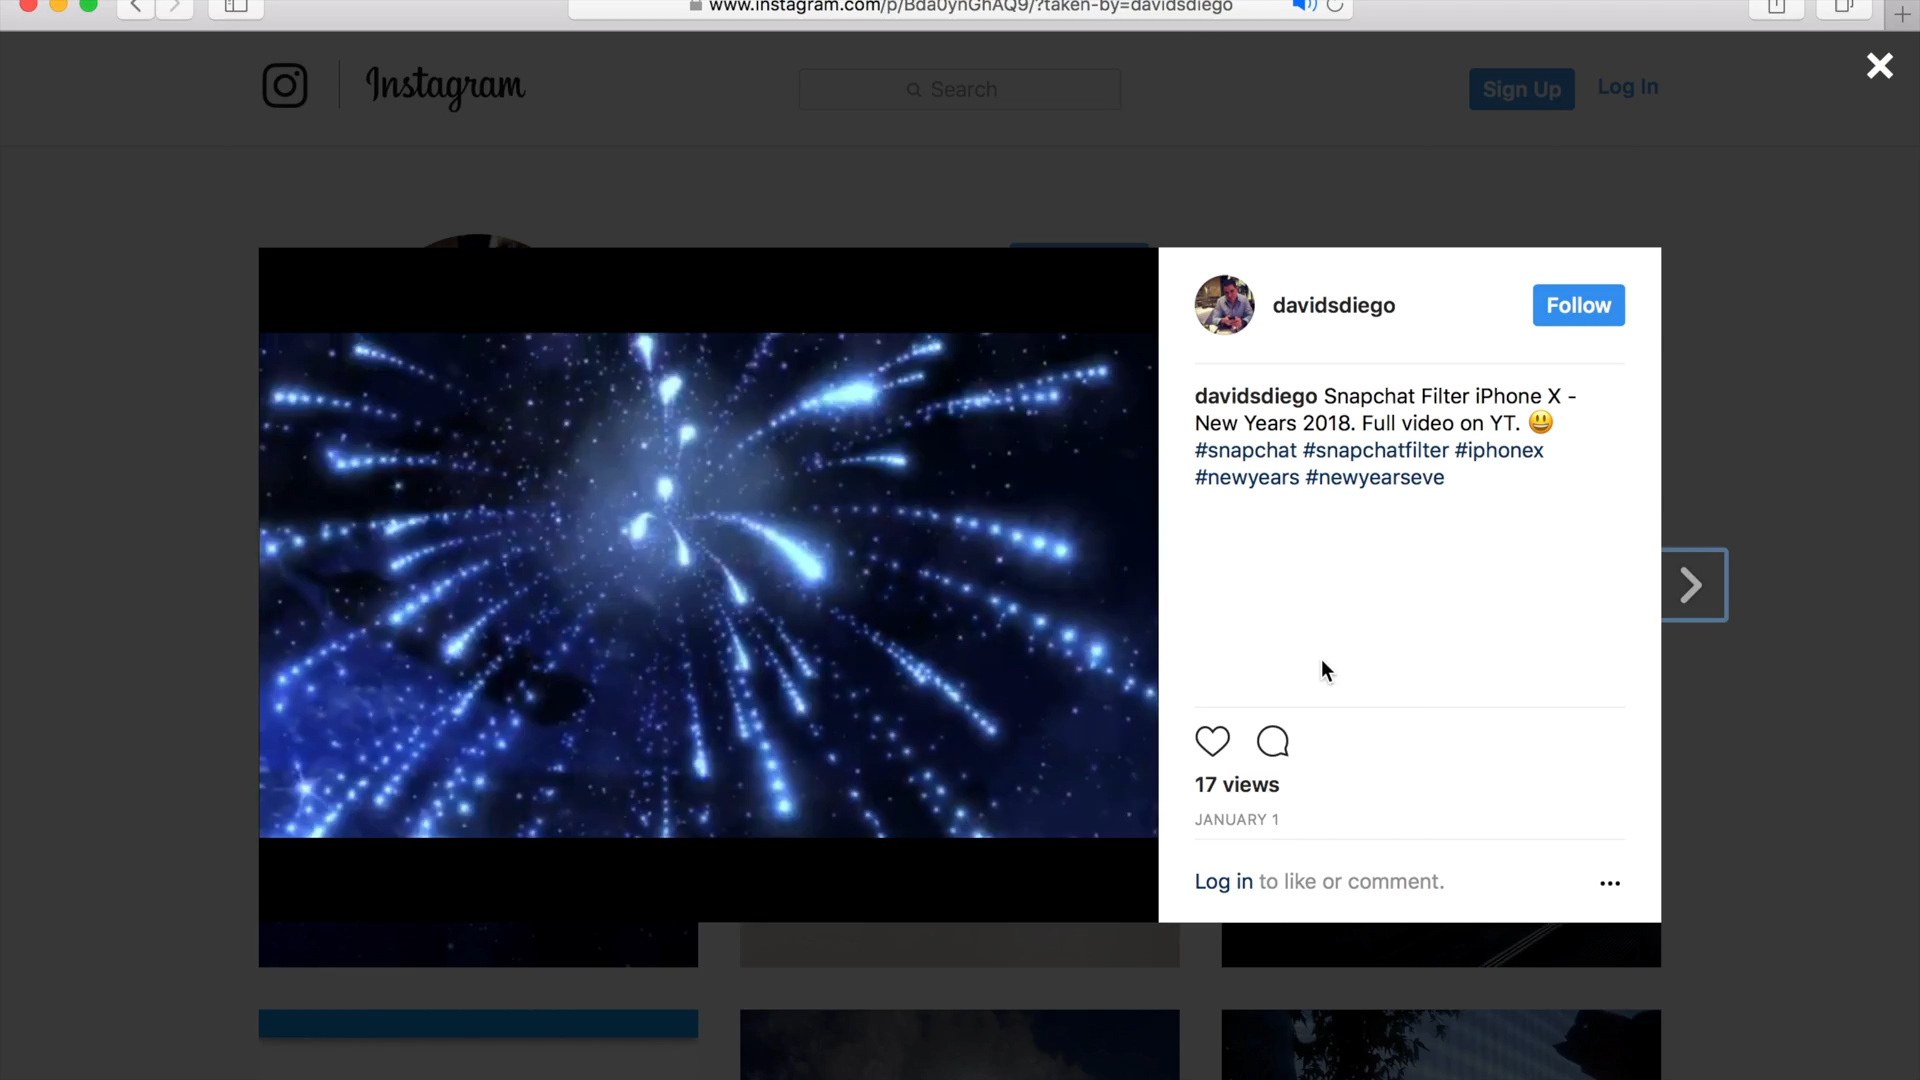 www.instagram.com/p/Bda0ynGhAQ9/?taken-by=davidsdiego
Instagram
Search
Sign Up
Log In
davidsdiego
Follow
davidsdiego Snapchat Filter iPhone X -
New Years 2018. Full video on YT. 😃
#snapchat #snapchatfilter #iphonex
#newyears #newyearseve
17 views
JANUARY 1
Log in to like or comment.